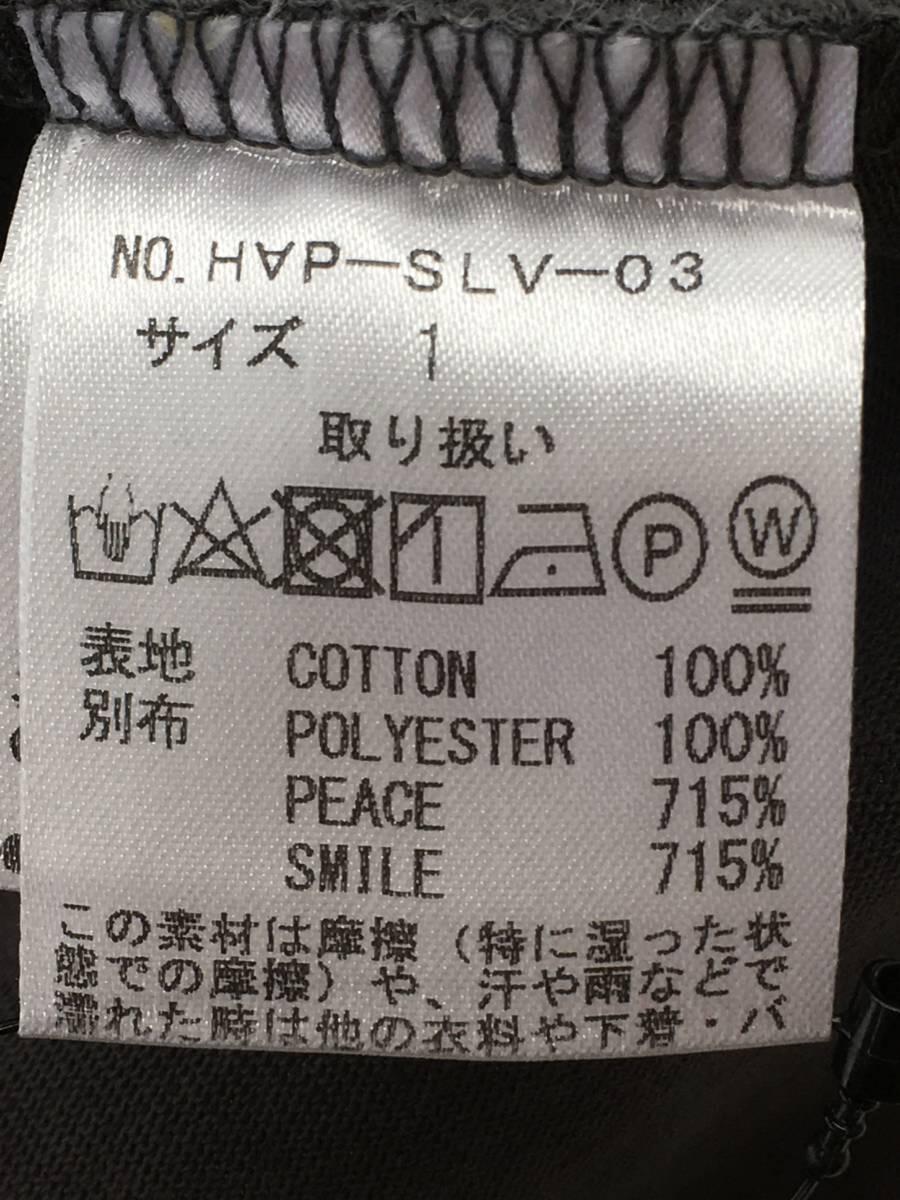 NO. H∀P-SLV-03
サイズ 1
取り扱い
P W
表地 COTTON 100%
別布 POLYESTER 100%
PEACE 715%
SMILE 715%
この素材は摩擦（特に湿った状
態での摩擦）や、汗や雨などで
濡れた時は他の衣料や下着・バ